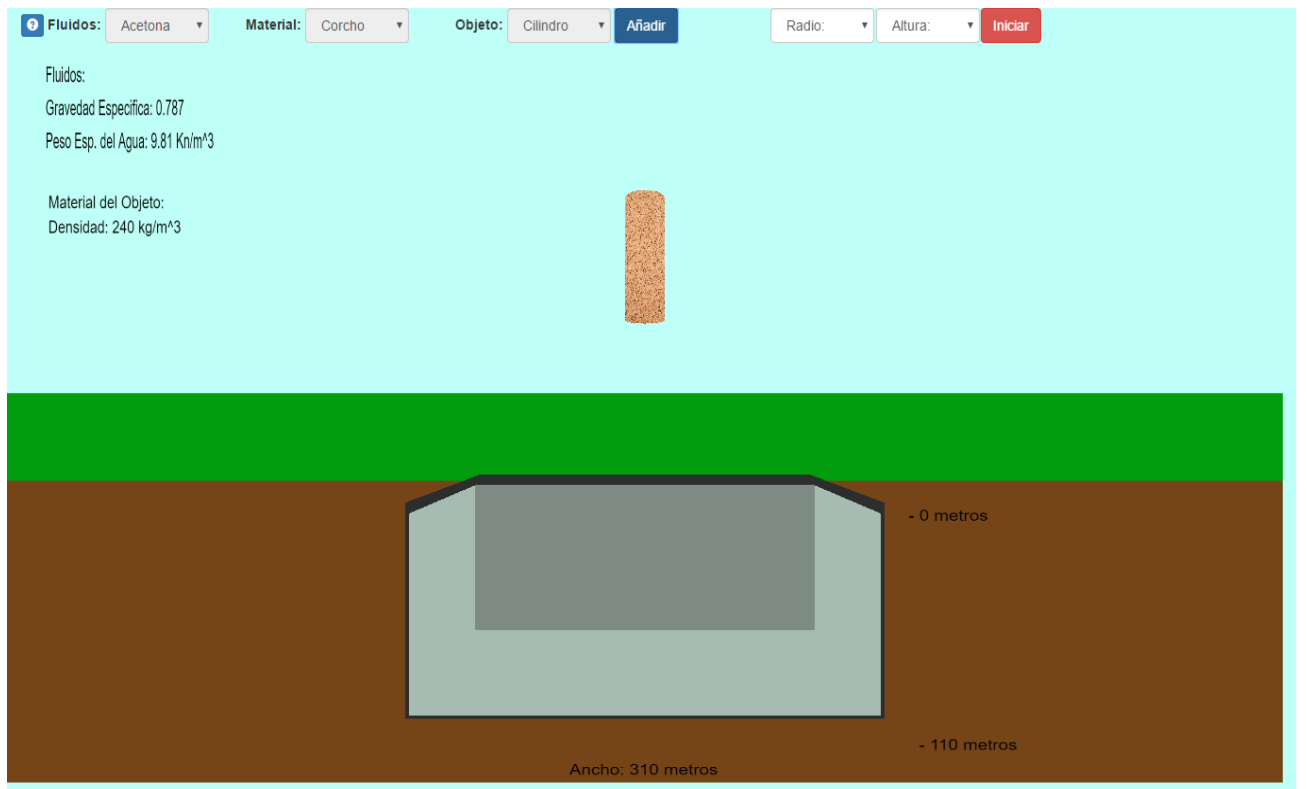 ? Fluidos: Acetona Material: Corcho Objeto: Cilindro Añadir Radio: Altura: Iniciar
Fluidos:
Gravedad Especifica: 0.787
Peso Esp. del Agua: 9.81 Kn/m^3
Material del Objeto:
Densidad: 240 kg/m^3
- 0 metros
- 110 metros
Ancho: 310 metros